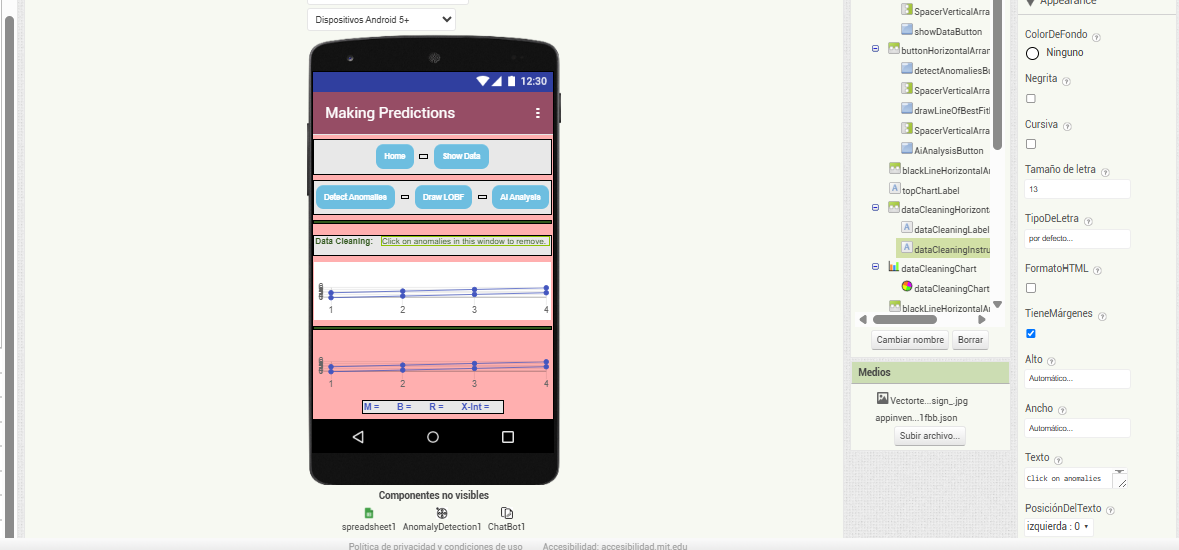 Dispositivos Android 5+
12:30
Making Predictions
Home
Show Data
Detect Anomalies
Draw LOBF
AI Analysis
Data Cleaning:
Click on anomalies in this window to remove.
1 2 3 4
1 2 3 4
M = B = R = X-Int =
Componentes no visibles
spreadsheet1 AnomalyDetection1 ChatBot1
Política de privacidad y condiciones de uso Accesibilidad: accesibilidad.mit.edu
SpacerVerticalArra
showDataButton
buttonHorizontalArran
detectAnomaliesBu
SpacerVerticalArra
drawLineOfBestFitI
SpacerVerticalArra
AiAnalysisButton
blackLineHorizontalAr
topChartLabel
dataCleaningHorizont
dataCleaningLabel
dataCleaningInstru
dataCleaningChart
dataCleaningChart
blackLineHorizontalAr
Cambiar nombre Borrar
Medios
Vectorte...sign_.jpg
appinven...1fbb.json
Subir archivo...
Appearance
ColorDeFondo
Ninguno
Negrita
Cursiva
Tamaño de letra
13
TipoDeLetra
por defecto...
FormatoHTML
TieneMárgenes
Alto
Automático...
Ancho
Automático...
Texto
Click on anomalies
PosiciónDelTexto
izquierda : 0